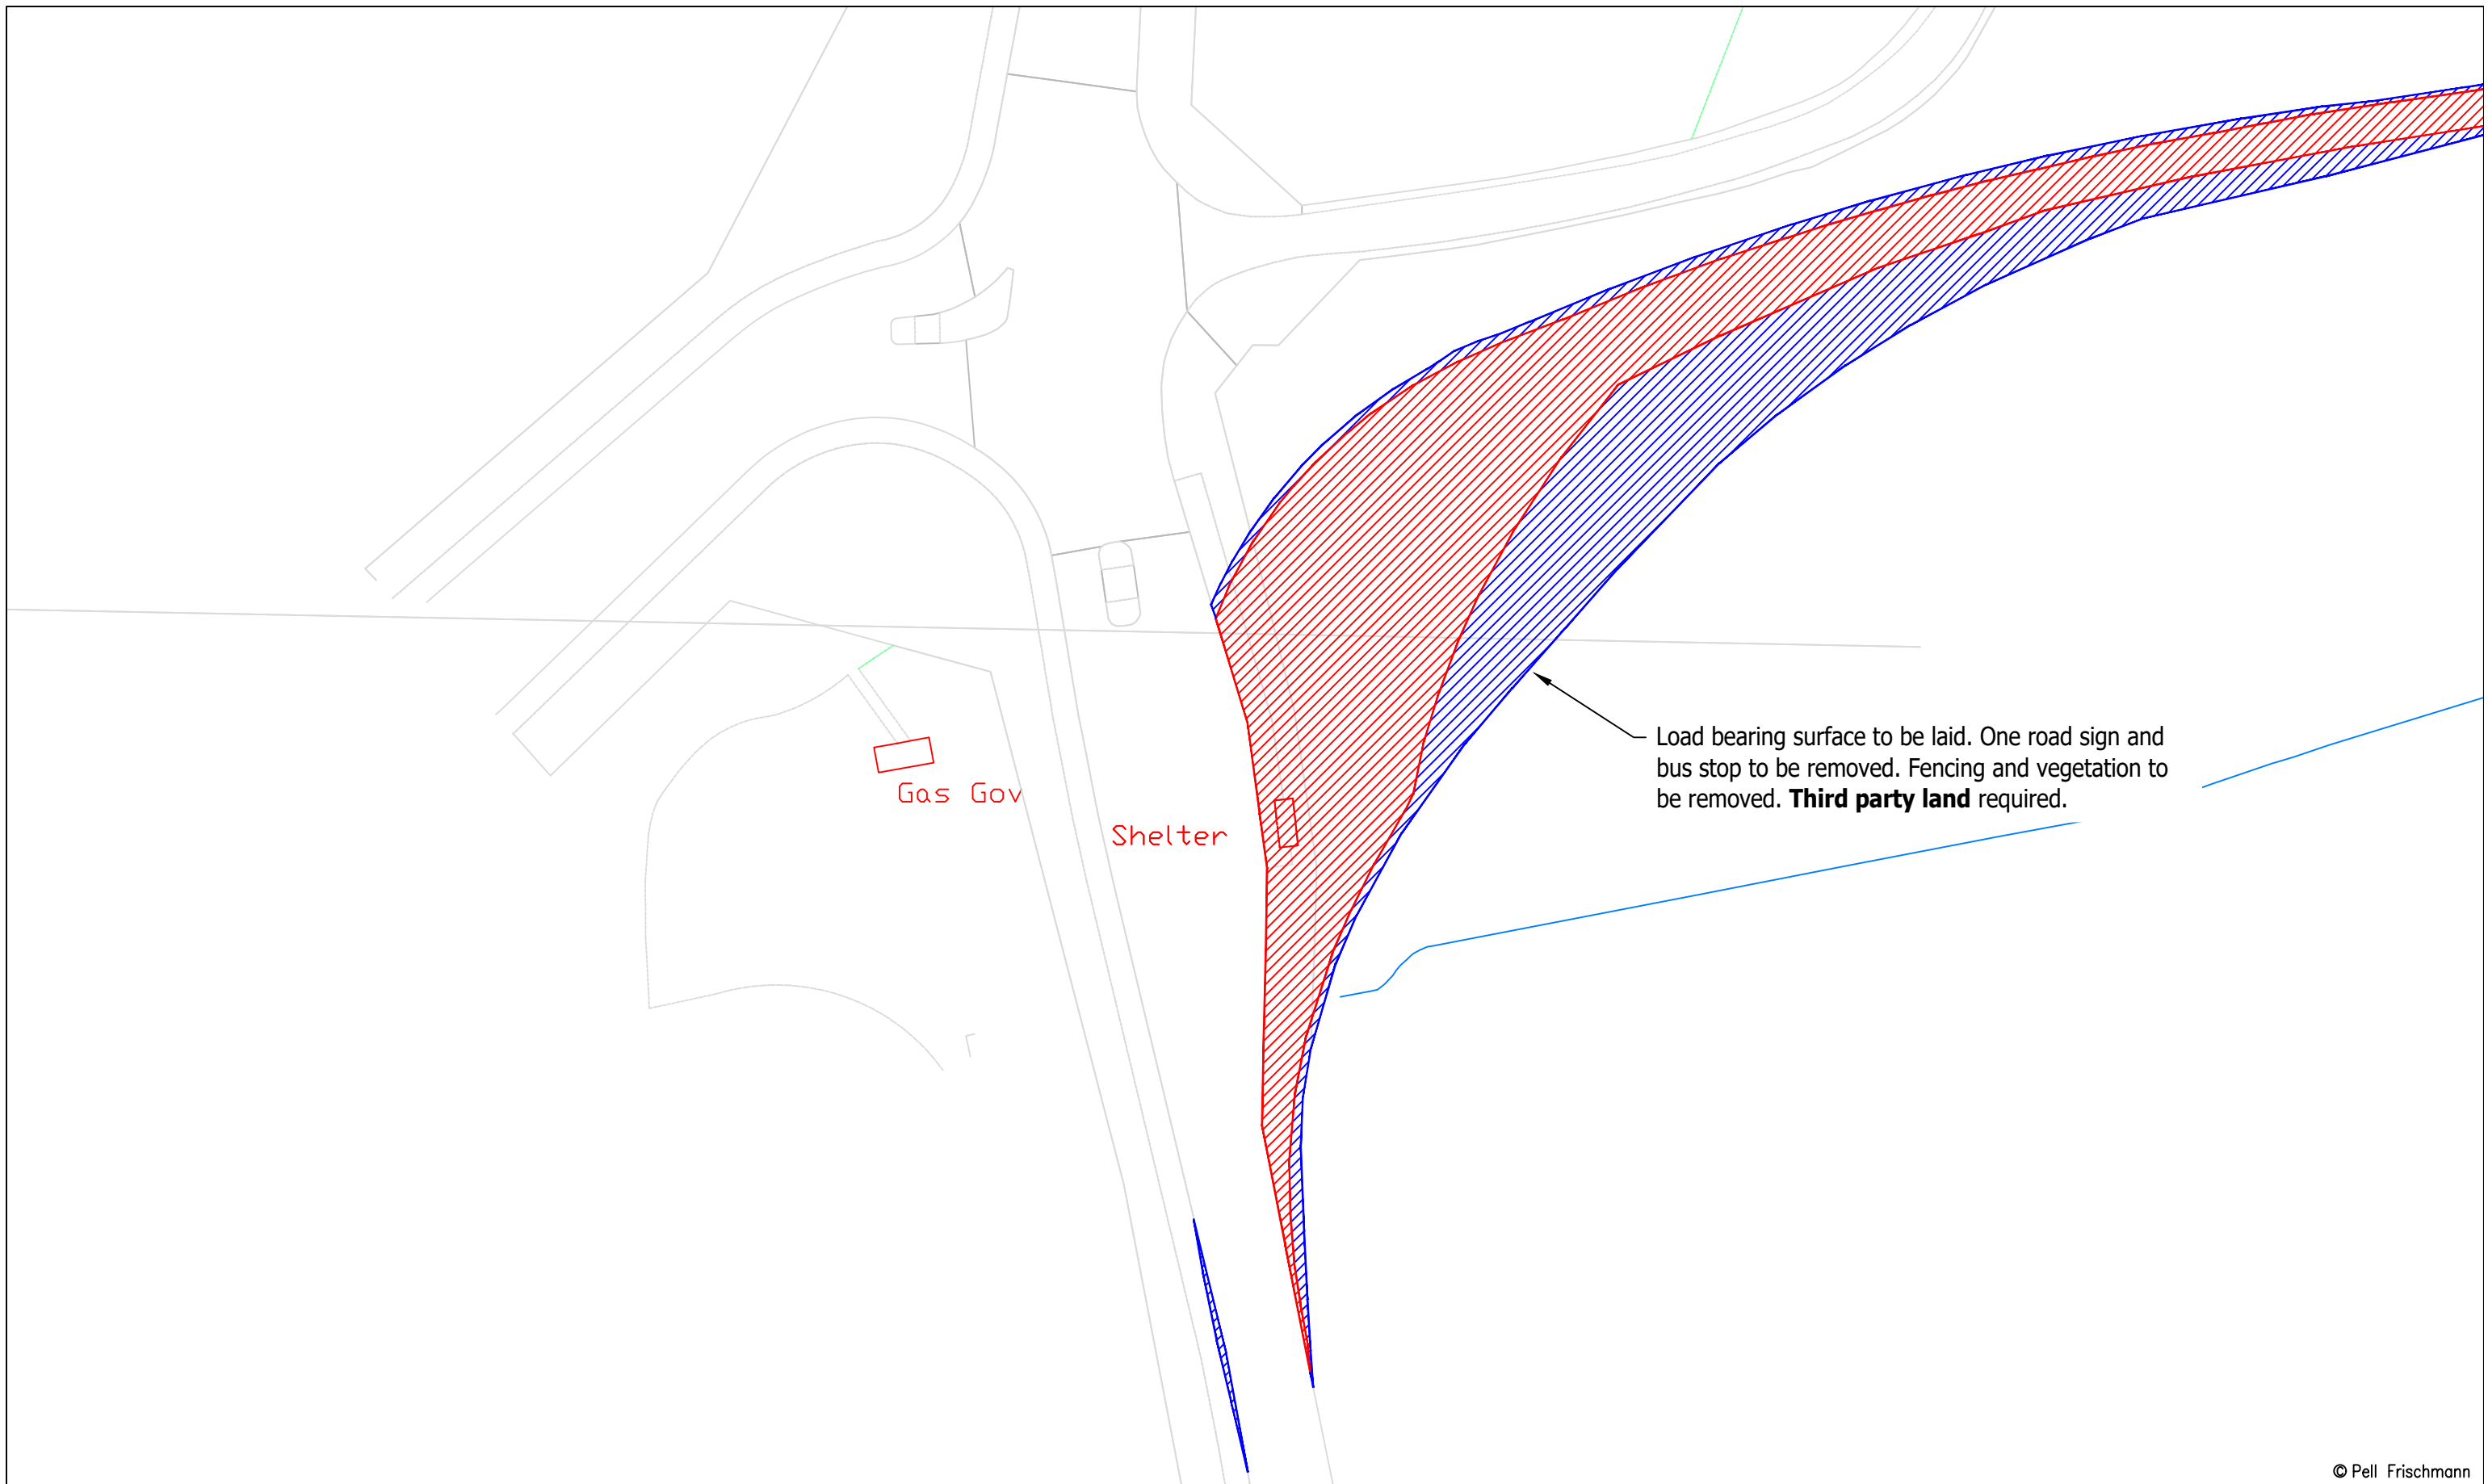 Gas Gov
Shelter
Load bearing surface to be laid. One road sign and
bus stop to be removed. Fencing and vegetation to
be removed. Third party land required.
© Pell Frischmann